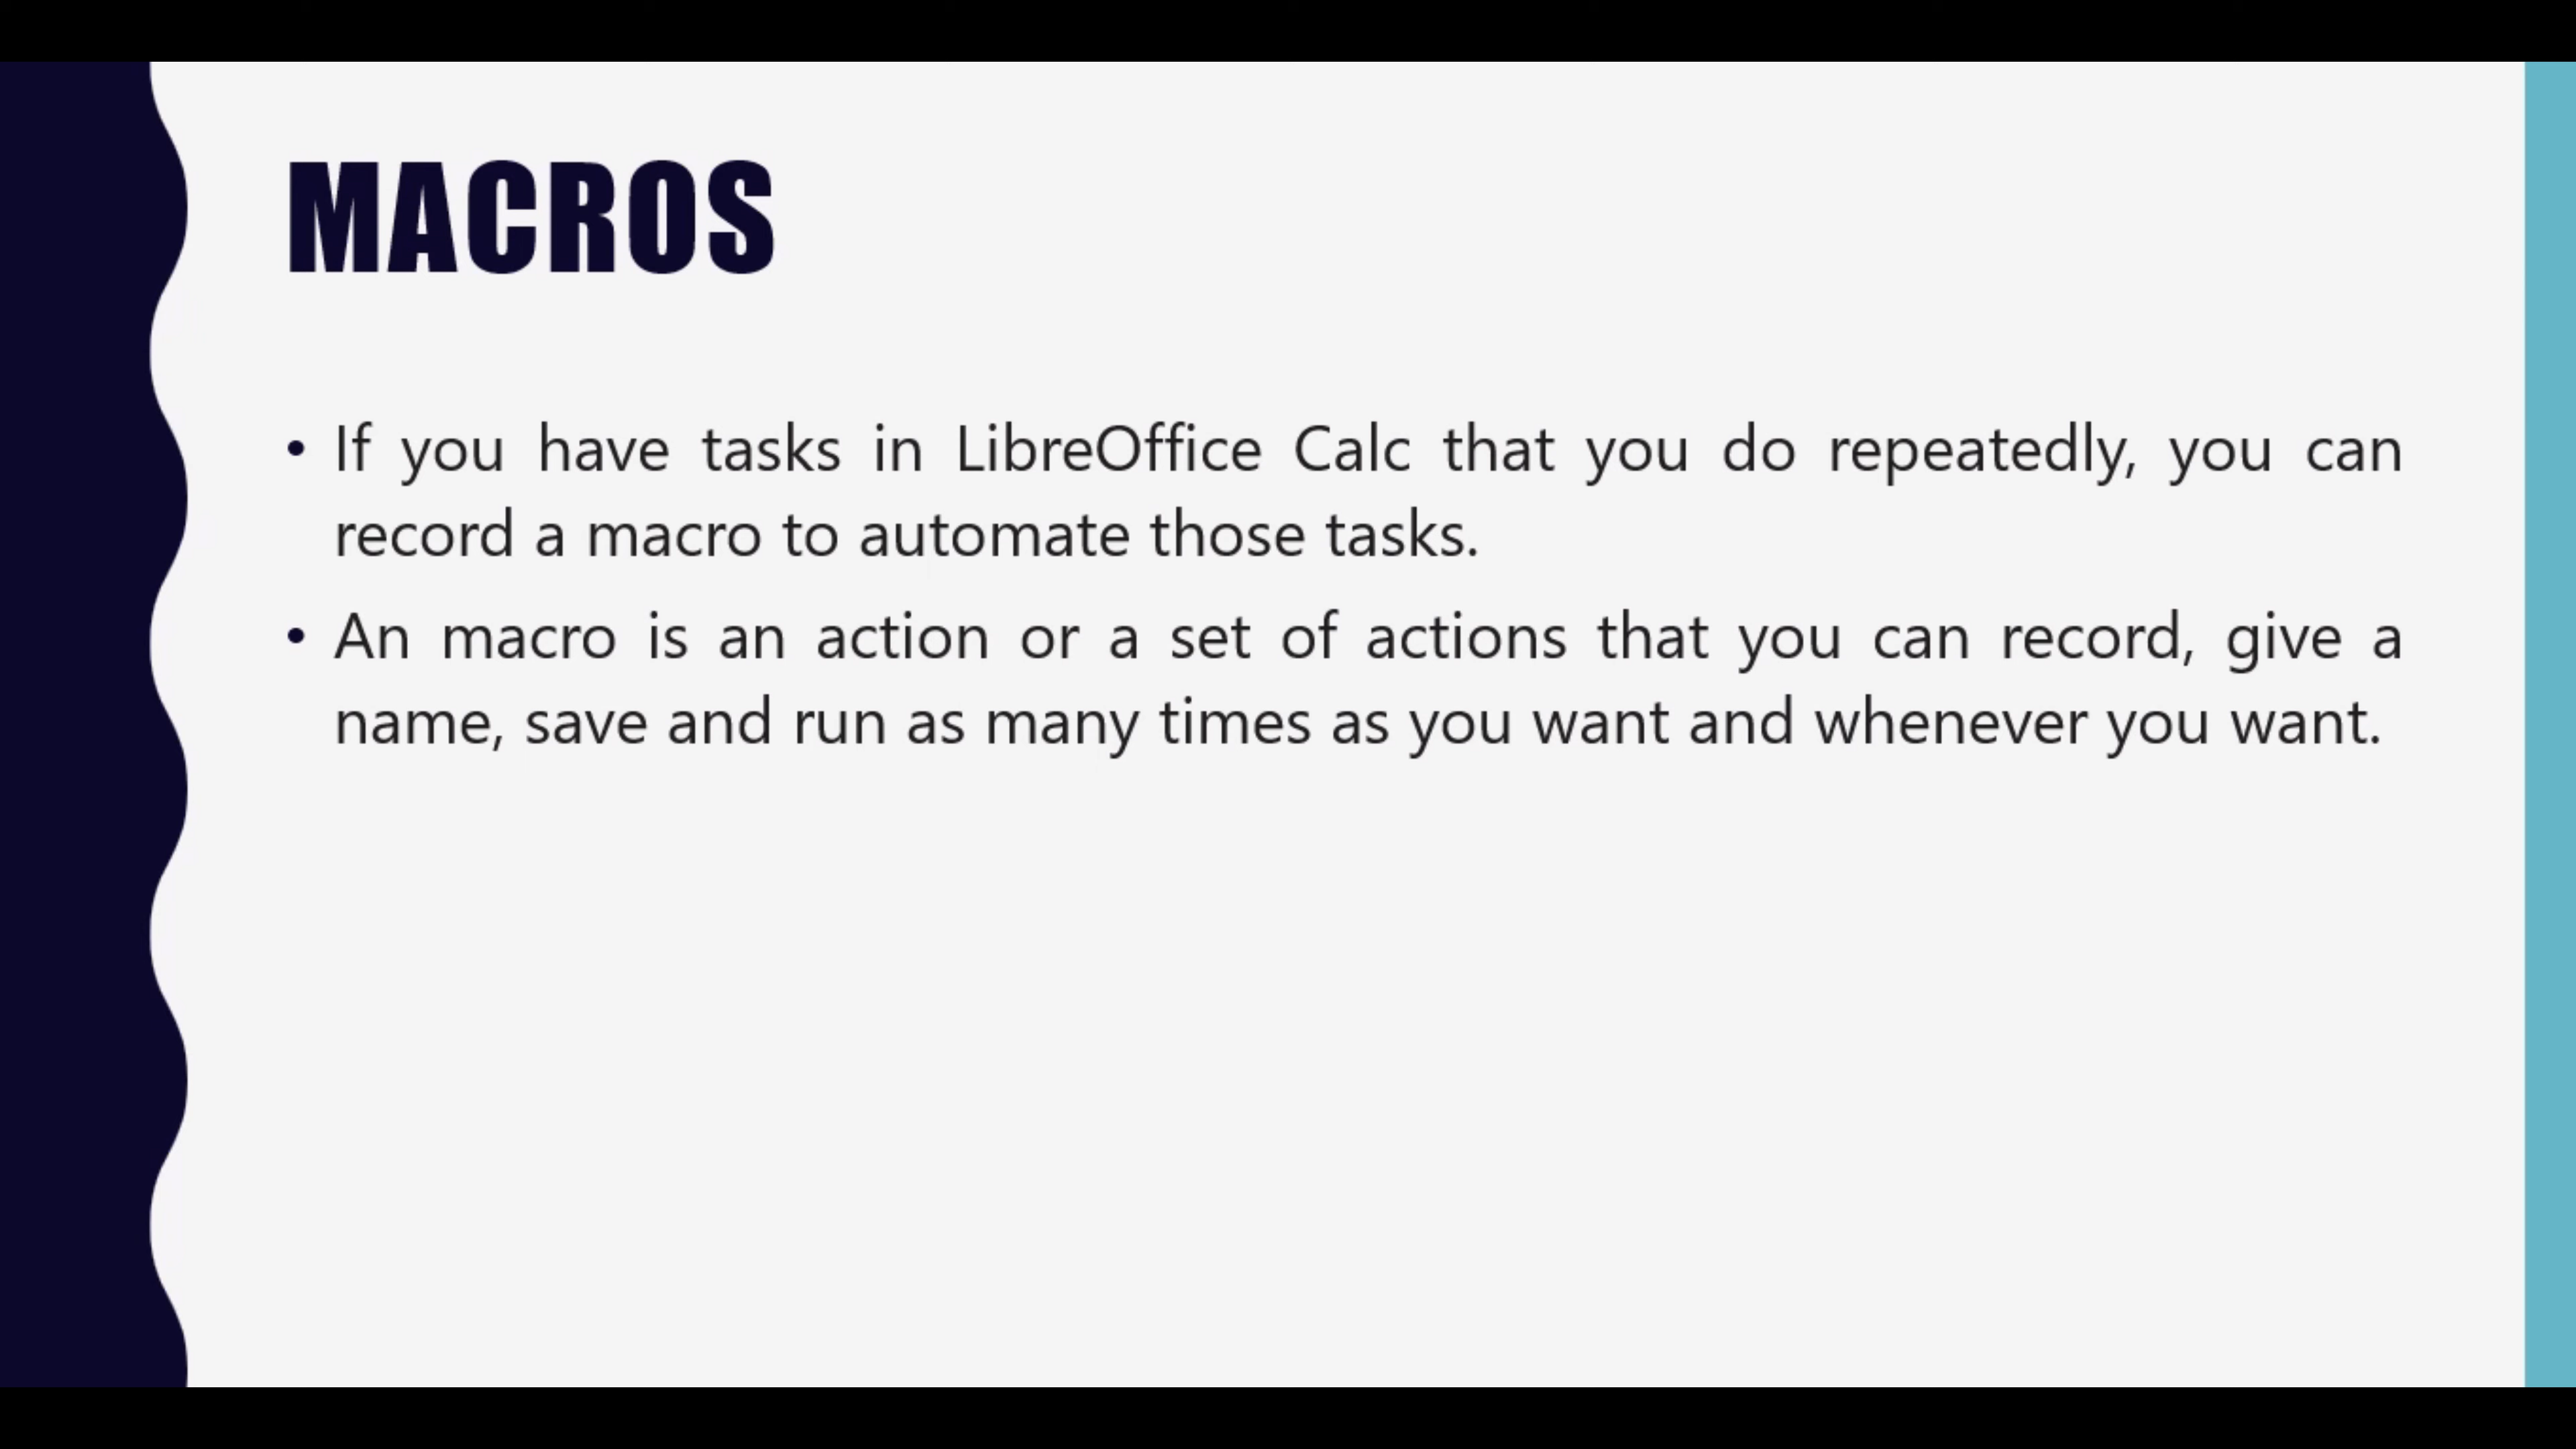 MACROS
• If you have tasks in LibreOffice Calc that you do repeatedly, you can
record a macro to automate those tasks.
• An macro is an action or a set of actions that you can record, give a
name, save and run as many times as you want and whenever you want.